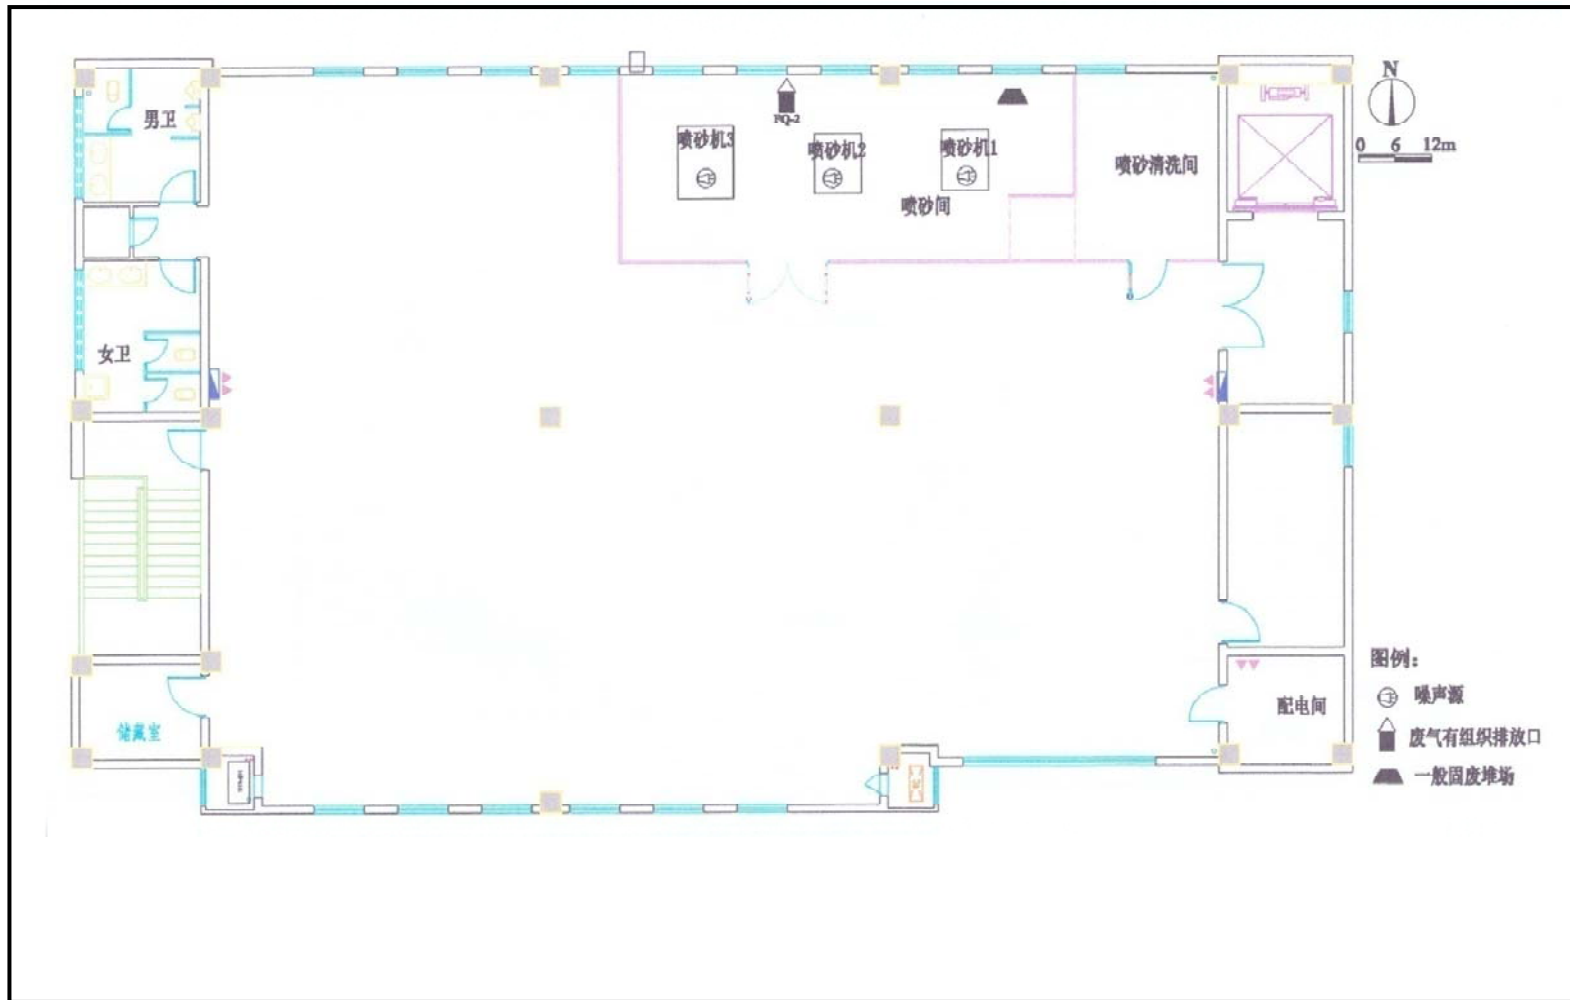 N
0 6 12m
男卫
喷砂机3
喷砂机2
喷砂机1
FQ-2
喷砂间
喷砂清洗间
女卫
储藏室
配电间
图例：
噪声源
废气有组织排放口
一般固废堆场